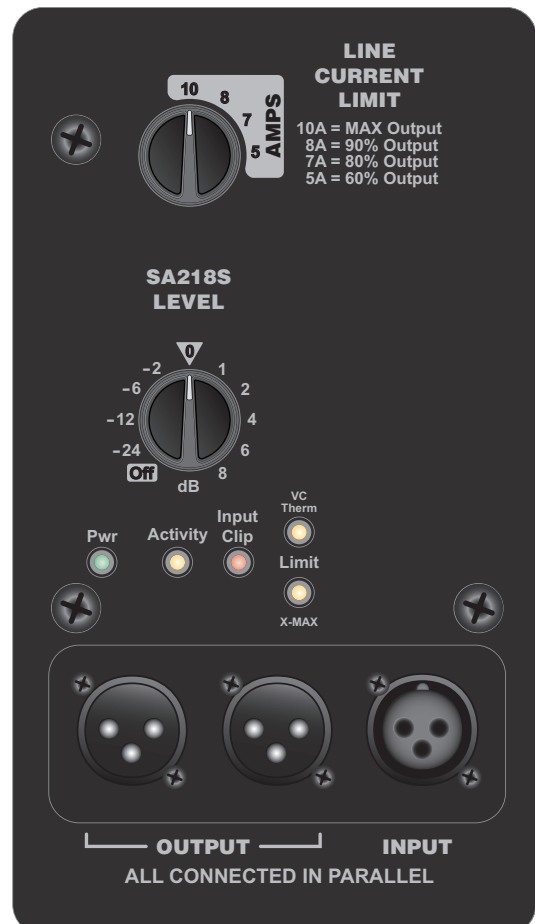 LINE
CURRENT
LIMIT
10A = MAX Output
8A = 90% Output
7A = 80% Output
5A = 60% Output
10
8
7
5
AMPS
SA218S
LEVEL
0
-2
1
-6
2
-12
4
-24
6
Off
8
dB
Pwr
Activity
Input
Clip
VC
Therm
Limit
X-MAX
OUTPUT
INPUT
ALL CONNECTED IN PARALLEL